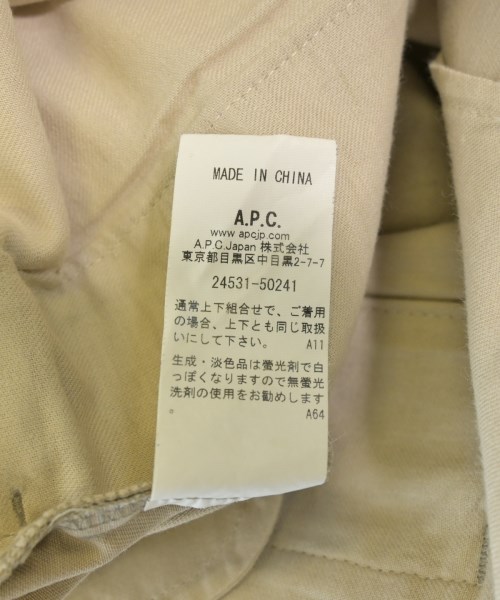 MADE IN CHINA
A.P.C.
www.apcjp.com
A.P.C.Japan 株式会社
東京都目黒区中目黒2-7-7
24531-50241
通常上下組合せで、ご着用
の場合、上下とも同じ取扱
いにして下さい。 A11
生成・淡色品は螢光剤で白
っぽくなりますので無螢光
洗剤の使用をお勧めします
。 A64